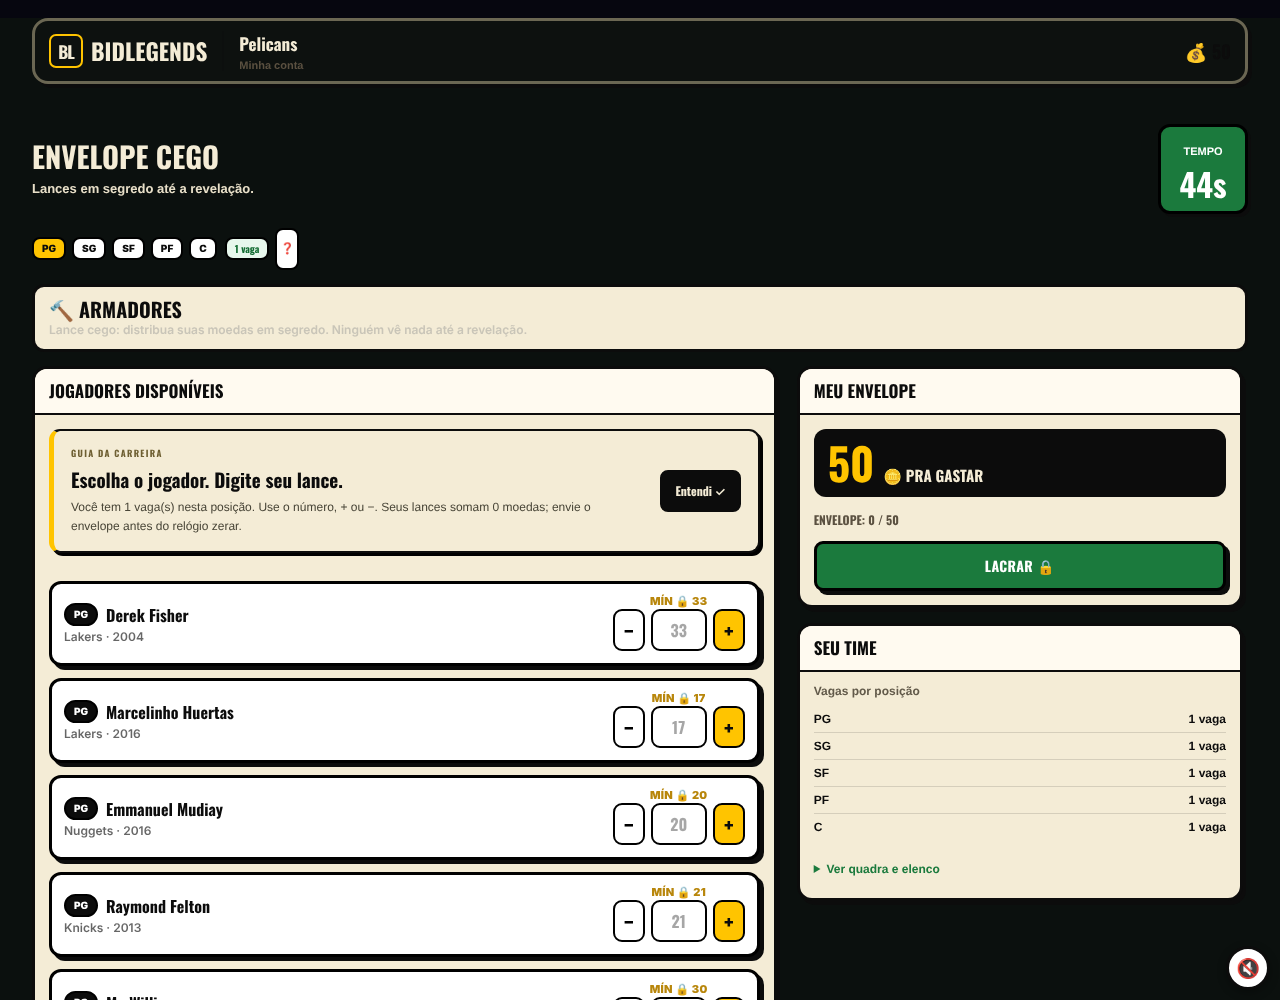 BL BIDLEGENDS
Pelicans
Minha conta
💰 50
ENVELOPE CEGO
Lances em segredo até a revelação.
TEMPO
44s
PG SG SF PF C 1 vaga ❓
🔨 ARMADORES
Lance cego: distribua suas moedas em segredo. Ninguém vê nada até a revelação.
JOGADORES DISPONÍVEIS
GUIA DA CARREIRA
Escolha o jogador. Digite seu lance.
Você tem 1 vaga(s) nesta posição. Use o número, + ou −. Seus lances somam 0 moedas; envie o
envelope antes do relógio zerar.
Entendi ✓
PG Derek Fisher
Lakers · 2004
MÍN 🔒 33
− 33 +
PG Marcelinho Huertas
Lakers · 2016
MÍN 🔒 17
− 17 +
PG Emmanuel Mudiay
Nuggets · 2016
MÍN 🔒 20
− 20 +
PG Raymond Felton
Knicks · 2013
MÍN 🔒 21
− 21 +
MÍN 🔒 30
MEU ENVELOPE
50 🪙 PRA GASTAR
ENVELOPE: 0 / 50
LACRAR 🔒
SEU TIME
Vagas por posição
PG 1 vaga
SG 1 vaga
SF 1 vaga
PF 1 vaga
C 1 vaga
▶ Ver quadra e elenco